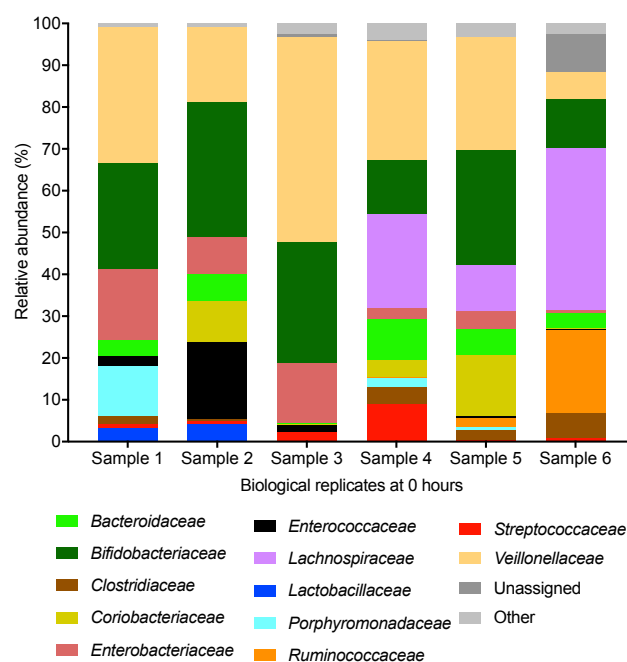 Relative abundance (%)
100
90
80
70
60
50
40
30
20
10
0
Sample 1 Sample 2 Sample 3 Sample 4 Sample 5 Sample 6
Biological replicates at 0 hours
Bacteroidaceae
Bifidobacteriaceae
Clostridiaceae
Coriobacteriaceae
Enterobacteriaceae
Enterococcaceae
Lachnospiraceae
Lactobacillaceae
Porphyromonadaceae
Ruminococcaceae
Streptococcaceae
Veillonellaceae
Unassigned
Other